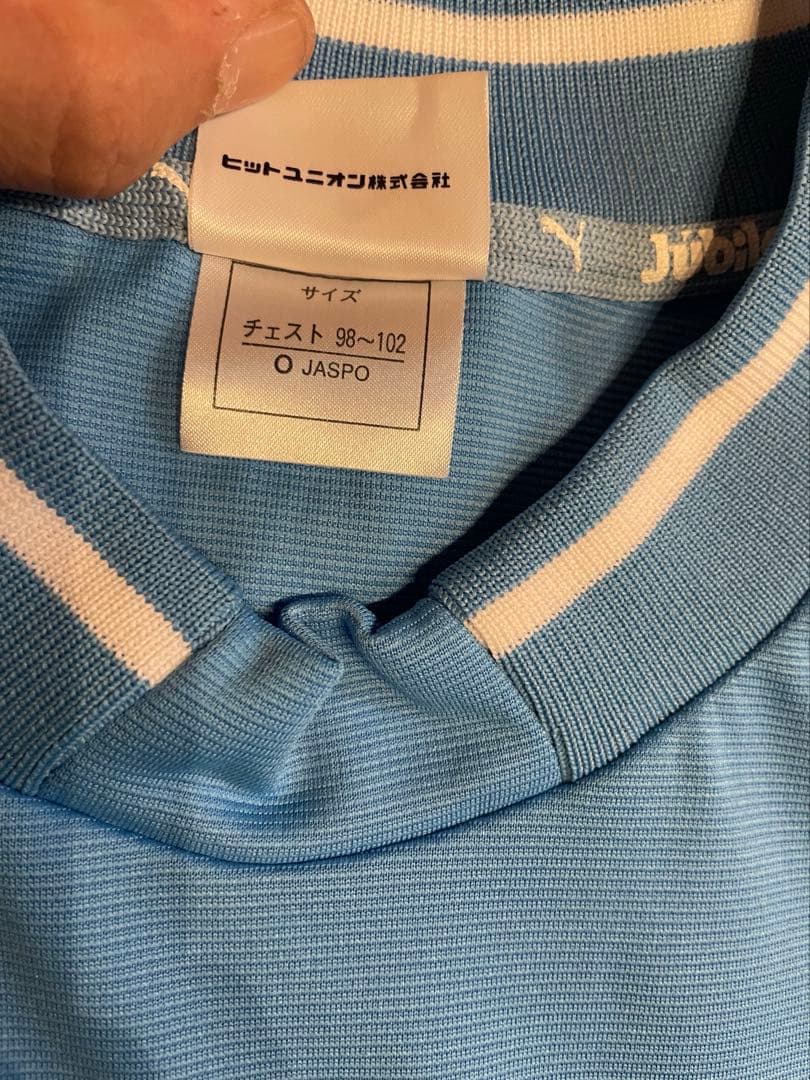 ヒットユニオン株式会社
Jubilo
サイズ
チェスト 98〜102
O JASPO